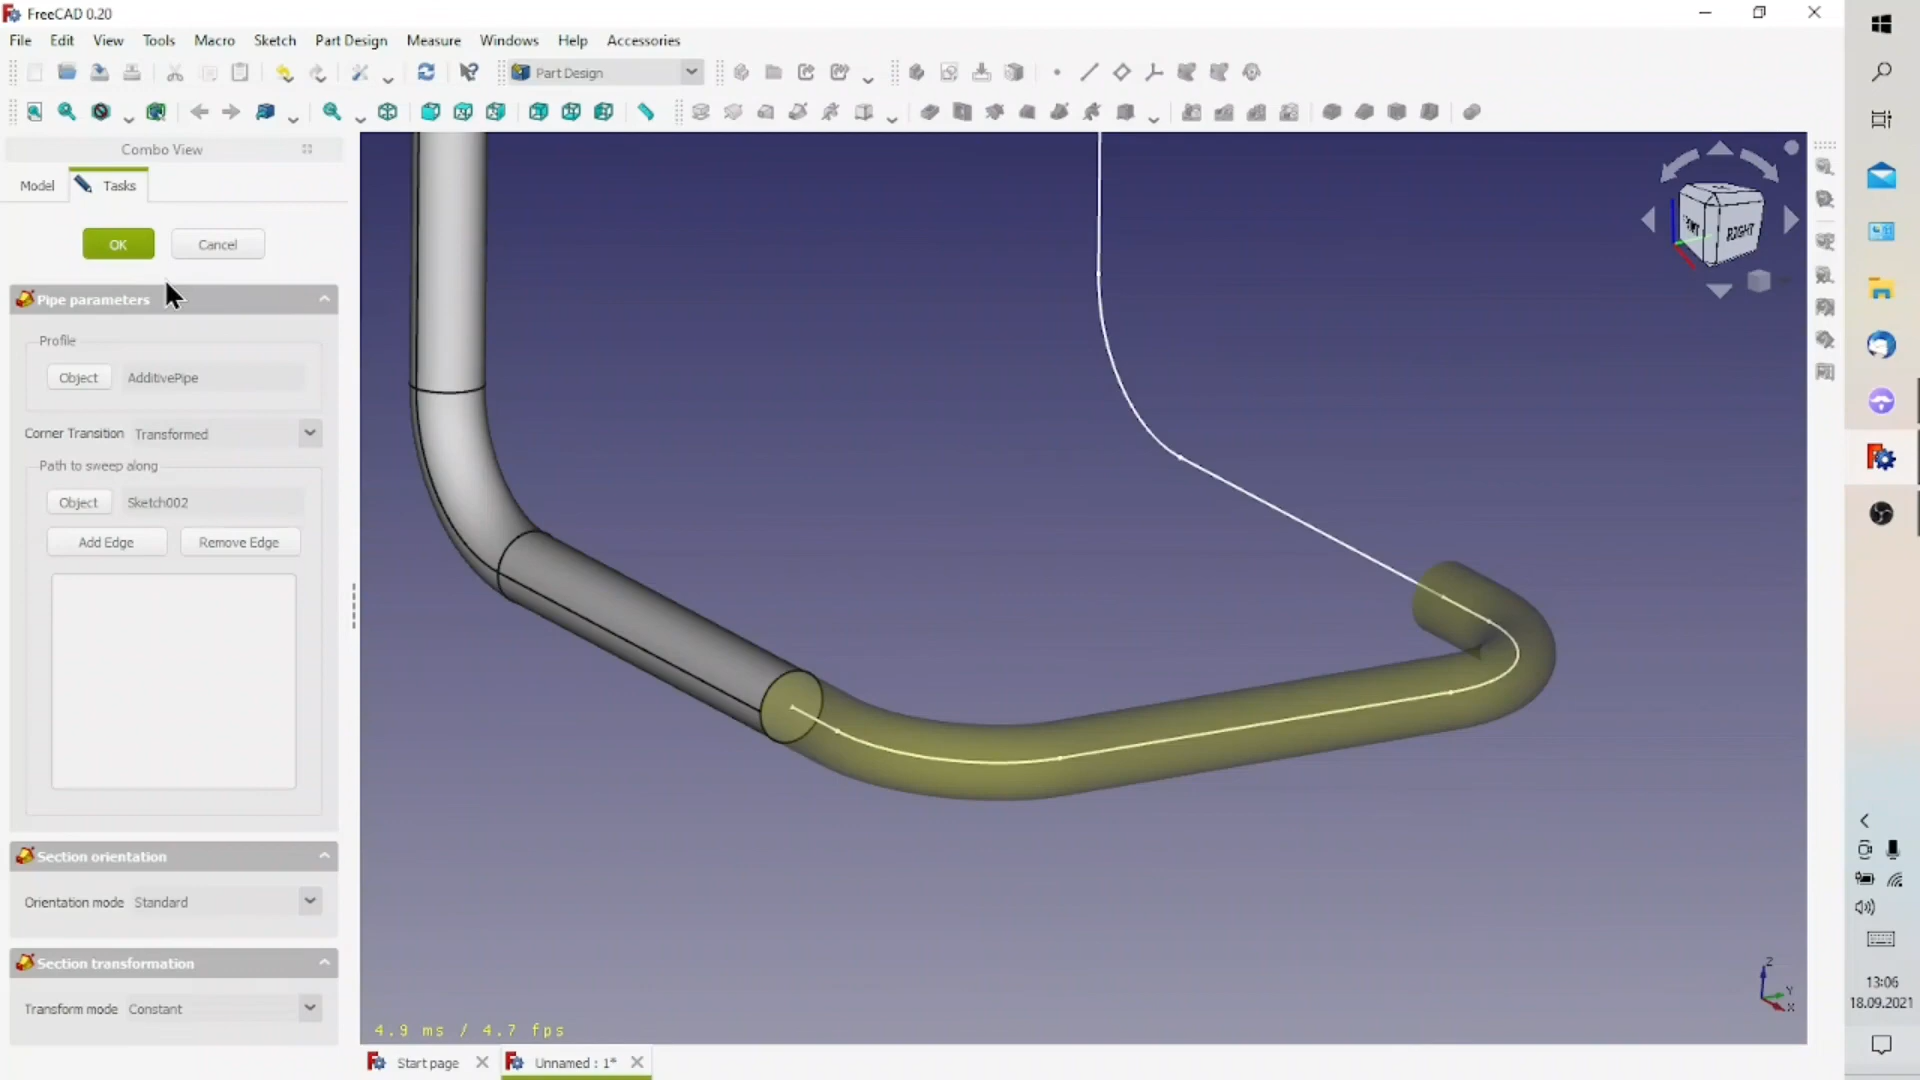 FreeCAD 0.20
File Edit View Tools Macro Sketch Part Design Measure Windows Help Accessories
Part Design
Combo View
Model Tasks
OK Cancel
Pipe parameters
Profile
Object AdditivePipe
Corner Transition Transformed
Path to sweep along
Object Sketch002
Add Edge Remove Edge
Section orientation
Orientation mode Standard
Section transformation
Transform mode Constant
RIGHT
Z
Y
X
4.9 ms / 4.7 fps
Start page Unnamed : 1*
13:06
18.09.2021